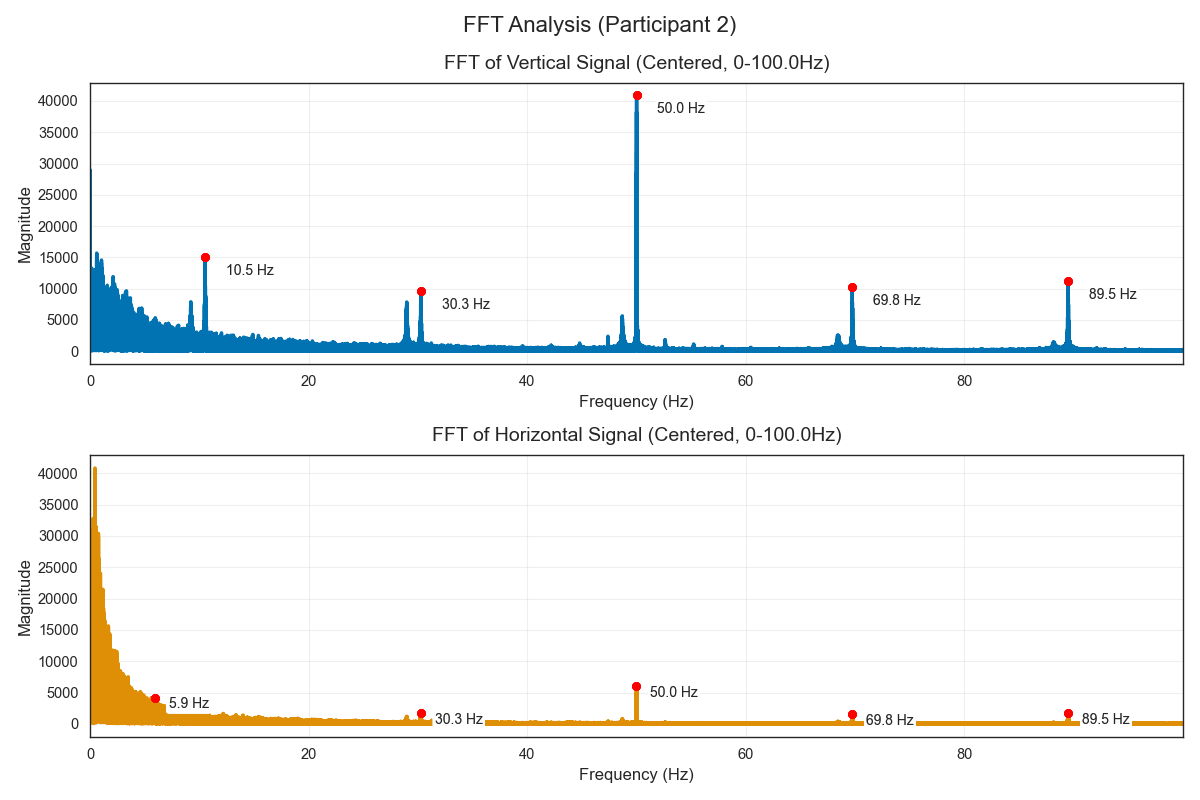 FFT Analysis (Participant 2)
FFT of Vertical Signal (Centered, 0-100.0Hz)
Magnitude
40000
35000
30000
25000
20000
15000
10000
5000
0
50.0 Hz
10.5 Hz
30.3 Hz
69.8 Hz
89.5 Hz
0 20 40 60 80
Frequency (Hz)
FFT of Horizontal Signal (Centered, 0-100.0Hz)
Magnitude
40000
35000
30000
25000
20000
15000
10000
5000
0
5.9 Hz
30.3 Hz
50.0 Hz
69.8 Hz
89.5 Hz
0 20 40 60 80
Frequency (Hz)